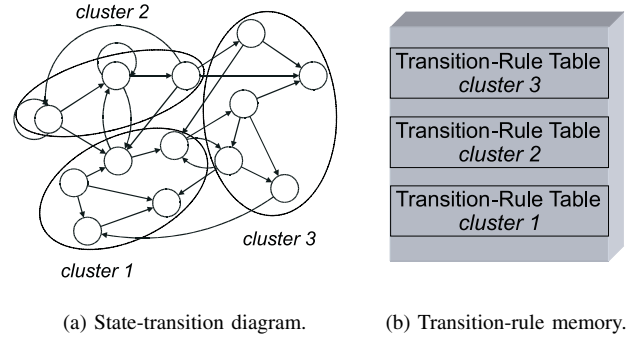 cluster 2
cluster 3
cluster 1
Transition-Rule Table
cluster 3
Transition-Rule Table
cluster 2
Transition-Rule Table
cluster 1
(a) State-transition diagram.
(b) Transition-rule memory.